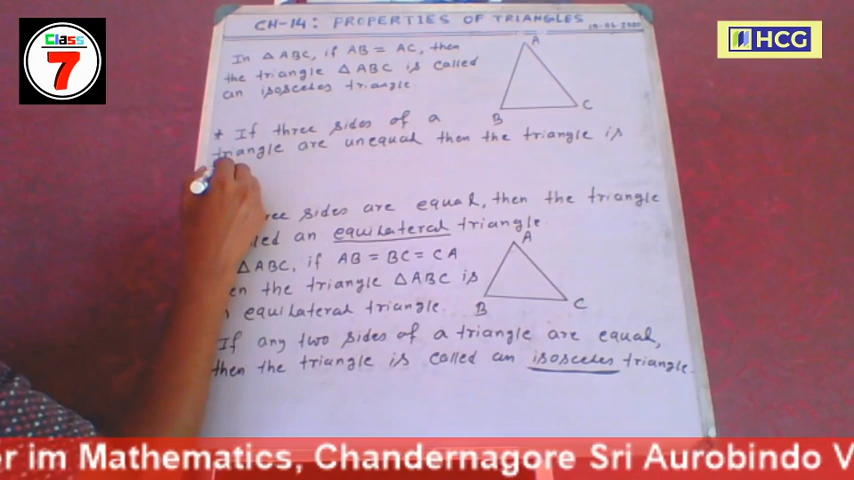 Class
7
HCG
CH-14: PROPERTIES OF TRIANGLES
In △ABC, if AB = AC, then
the triangle △ABC is called
an isosceles triangle
A
B
C
* If three sides of a
triangle are unequal then the triangle is
sides are equal, then the triangle
an equilateral triangle.
△ABC, if AB = BC = CA
the triangle △ABC is
equilateral triangle.
A
B
C
If any two sides of a triangle are equal,
then the triangle is called an isosceles triangle.
im Mathematics, Chandernagore Sri Aurobindo V